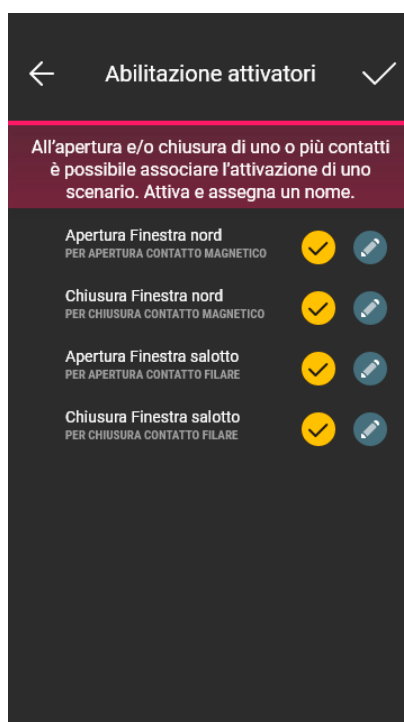 Abilitazione attivatori
All'apertura e/o chiusura di uno o più contatti
è possibile associare l'attivazione di uno
scenario. Attiva e assegna un nome.
Apertura Finestra nord
PER APERTURA CONTATTO MAGNETICO
Chiusura Finestra nord
PER CHIUSURA CONTATTO MAGNETICO
Apertura Finestra salotto
PER APERTURA CONTATTO FILARE
Chiusura Finestra salotto
PER CHIUSURA CONTATTO FILARE